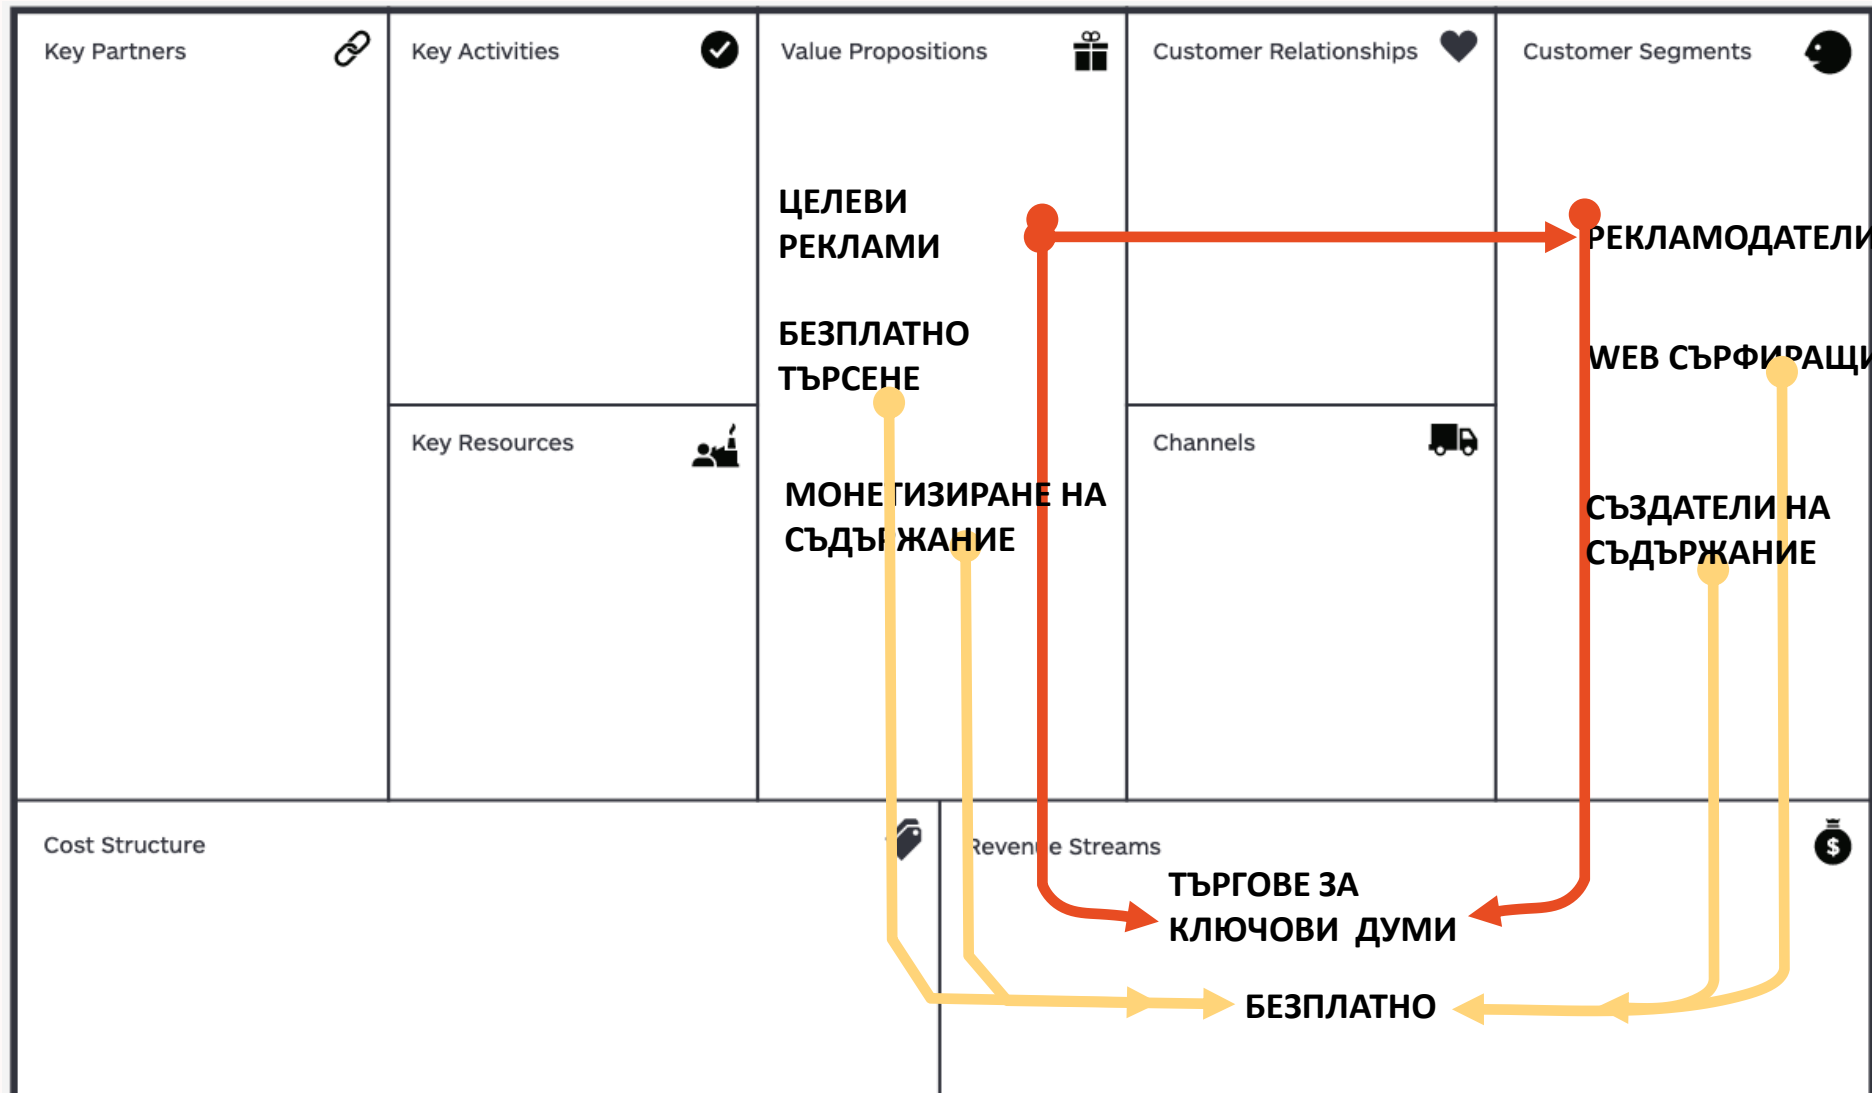 Key Partners
Key Activities
Value Propositions
Customer Relationships
Customer Segments
ЦЕЛЕВИ
РЕКЛАМИ
БЕЗПЛАТНО
ТЪРСЕНЕ
МОНЕТИЗИРАНЕ НА
СЪДЪРЖАНИЕ
РЕКЛАМОДАТЕЛИ
WEB СЪРФИРАЩИ
СЪЗДАТЕЛИ НА
СЪДЪРЖАНИЕ
Key Resources
Channels
Cost Structure
Revenue Streams
$
ТЪРГОВЕ ЗА
КЛЮЧОВИ ДУМИ
БЕЗПЛАТНО